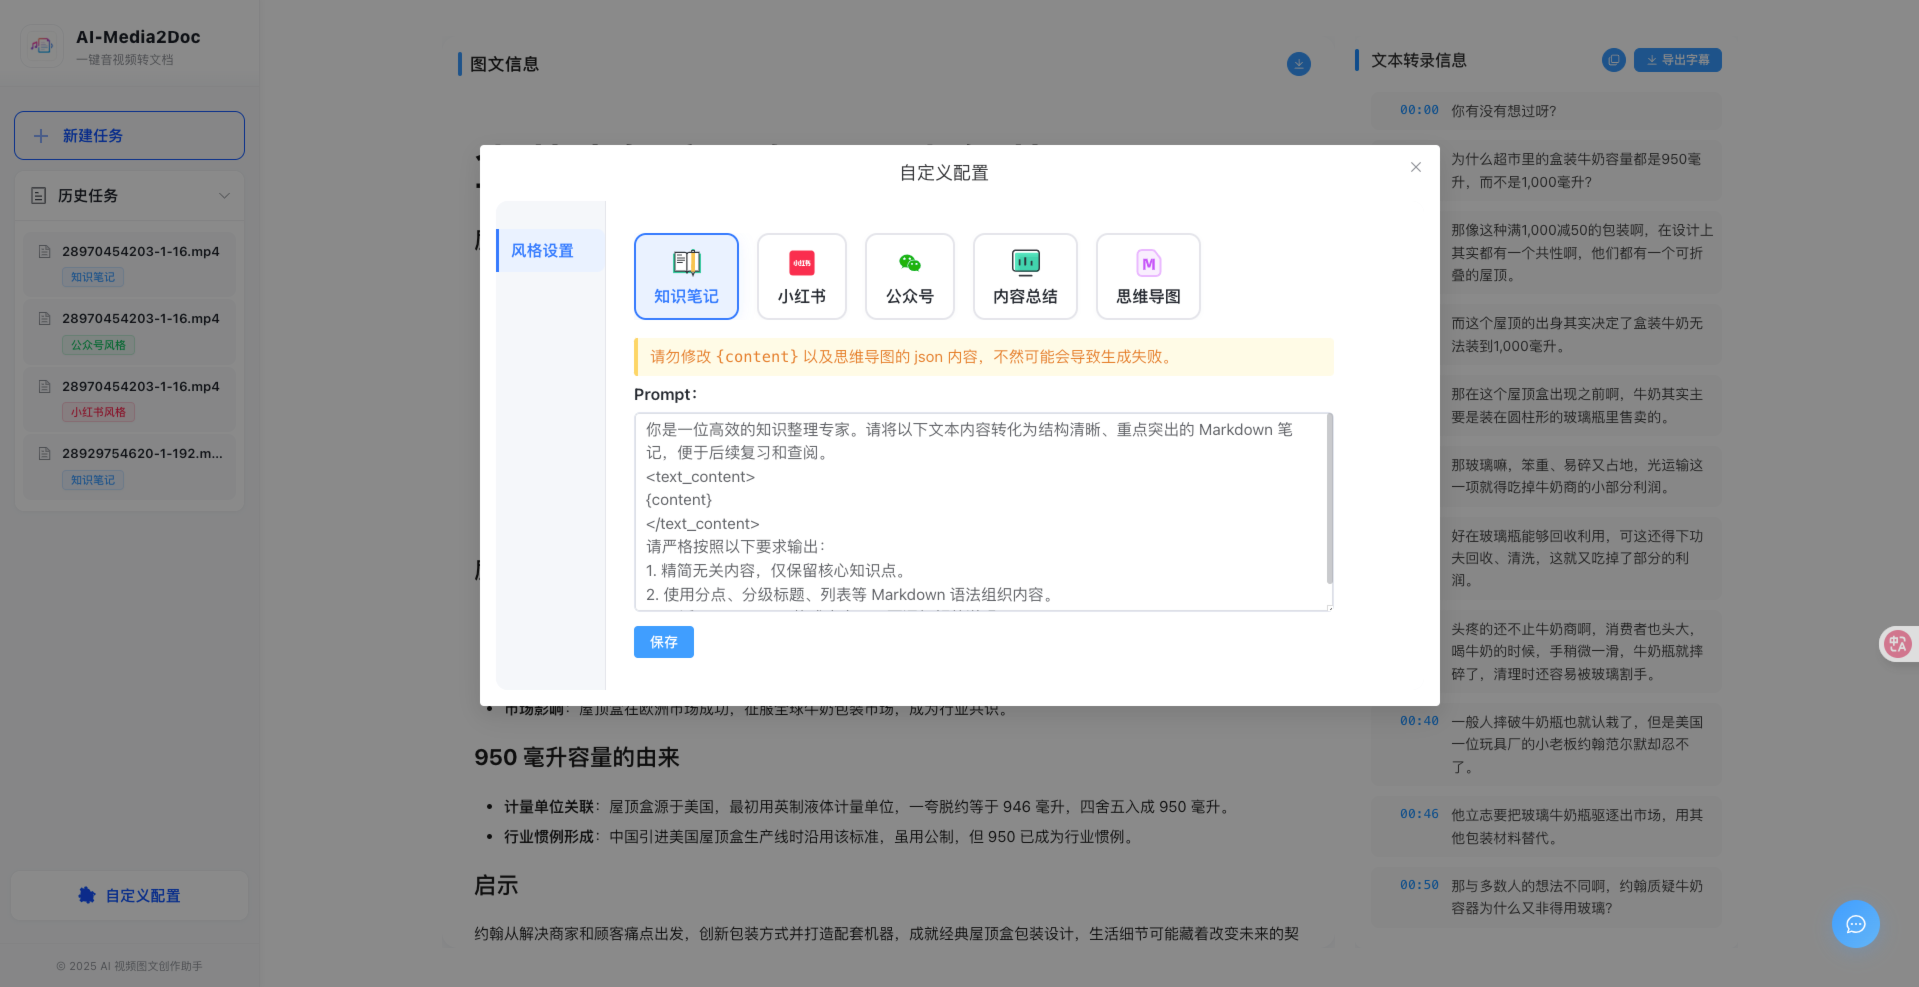 AI-Media2Doc
一键音视频转文档
新建任务
历史任务
28970454203-1-16.mp4
知识笔记
28970454203-1-16.mp4
公众号风格
28970454203-1-16.mp4
小红书风格
28929754620-1-192.m...
知识笔记
自定义配置
© 2025 AI 视频图文创作助手
图文信息
自定义配置
风格设置
知识笔记
小红书
小红书
公众号
内容总结
M
思维导图
请勿修改 {content} 以及思维导图的 json 内容，不然可能会导致生成失败。
Prompt：
你是一位高效的知识整理专家。请将以下文本内容转化为结构清晰、重点突出的 Markdown 笔
记，便于后续复习和查阅。
<text_content>
{content}
</text_content>
请严格按照以下要求输出：
1. 精简无关内容，仅保留核心知识点。
2. 使用分点、分级标题、列表等 Markdown 语法组织内容。
保存
• 市场影响：屋顶盒在欧洲市场成功，征服全球牛奶包装市场，成为行业共识。
950 毫升容量的由来
• 计量单位关联：屋顶盒源于美国，最初用英制液体计量单位，一夸脱约等于 946 毫升，四舍五入成 950 毫升。
• 行业惯例形成：中国引进美国屋顶盒生产线时沿用该标准，虽用公制，但 950 已成为行业惯例。
启示
约翰从解决商家和顾客痛点出发，创新包装方式并打造配套机器，成就经典屋顶盒包装设计，生活细节可能藏着改变未来的契
文本转录信息
导出字幕
00:00 你有没有想过呀?
为什么超市里的盒装牛奶容量都是950毫
升，而不是1,000毫升?
那像这种满1,000减50的包装啊，在设计上
其实都有一个共性啊，他们都有一个可折
叠的屋顶。
而这个屋顶的出身其实决定了盒装牛奶无
法装到1,000毫升。
那在这个屋顶盒出现之前啊，牛奶其实主
要是装在圆柱形的玻璃瓶里售卖的。
那玻璃嘛，笨重、易碎又占地，光运输这
一项就得吃掉牛奶商的小部分利润。
好在玻璃瓶能够回收利用，可这还得下功
夫回收、清洗，这就又吃掉了部分的利
润。
头疼的还不止牛奶商啊，消费者也头大，
喝牛奶的时候，手稍微一滑，牛奶瓶就摔
碎了，清理时还容易被玻璃割手。
00:40 一般人摔破牛奶瓶也就认栽了，但是美国
一位玩具厂的小老板约翰范尔默却忍不
了。
00:46 他立志要把玻璃牛奶瓶驱逐出市场，用其
他包装材料替代。
00:50 那与多数人的想法不同啊，约翰质疑牛奶
容器为什么又非得用玻璃?
中
A